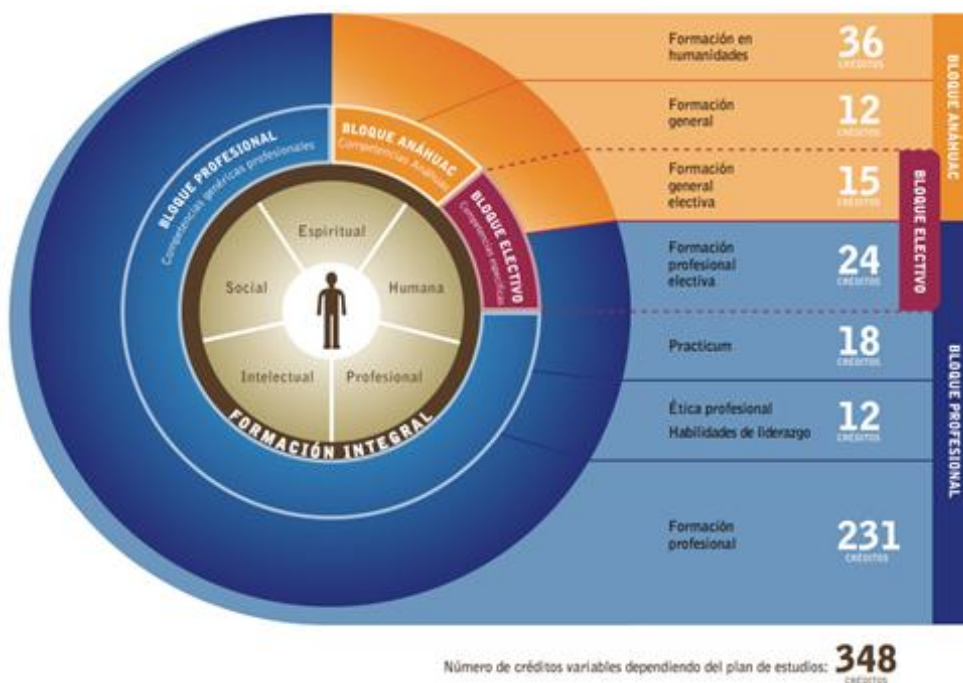 BLOQUE PROFESIONAL
Competencias genéricas profesionales
BLOQUE ANÁHUAC
Competencias Anáhuac
BLOQUE ELECTIVO
Competencias específicas
Espiritual
Social
Humana
Intelectual
Profesional
FORMACIÓN INTEGRAL
Formación en
humanidades
36
CRÉDITOS
Formación
general
12
CRÉDITOS
Formación
general
electiva
15
CRÉDITOS
Formación
profesional
electiva
24
CRÉDITOS
Practicum
18
CRÉDITOS
Ética profesional
Habilidades de liderazgo
12
CRÉDITOS
Formación
profesional
231
CRÉDITOS
BLOQUE ANÁHUAC
BLOQUE ELECTIVO
BLOQUE PROFESIONAL
Número de créditos variables dependiendo del plan de estudios: 348
CRÉDITOS